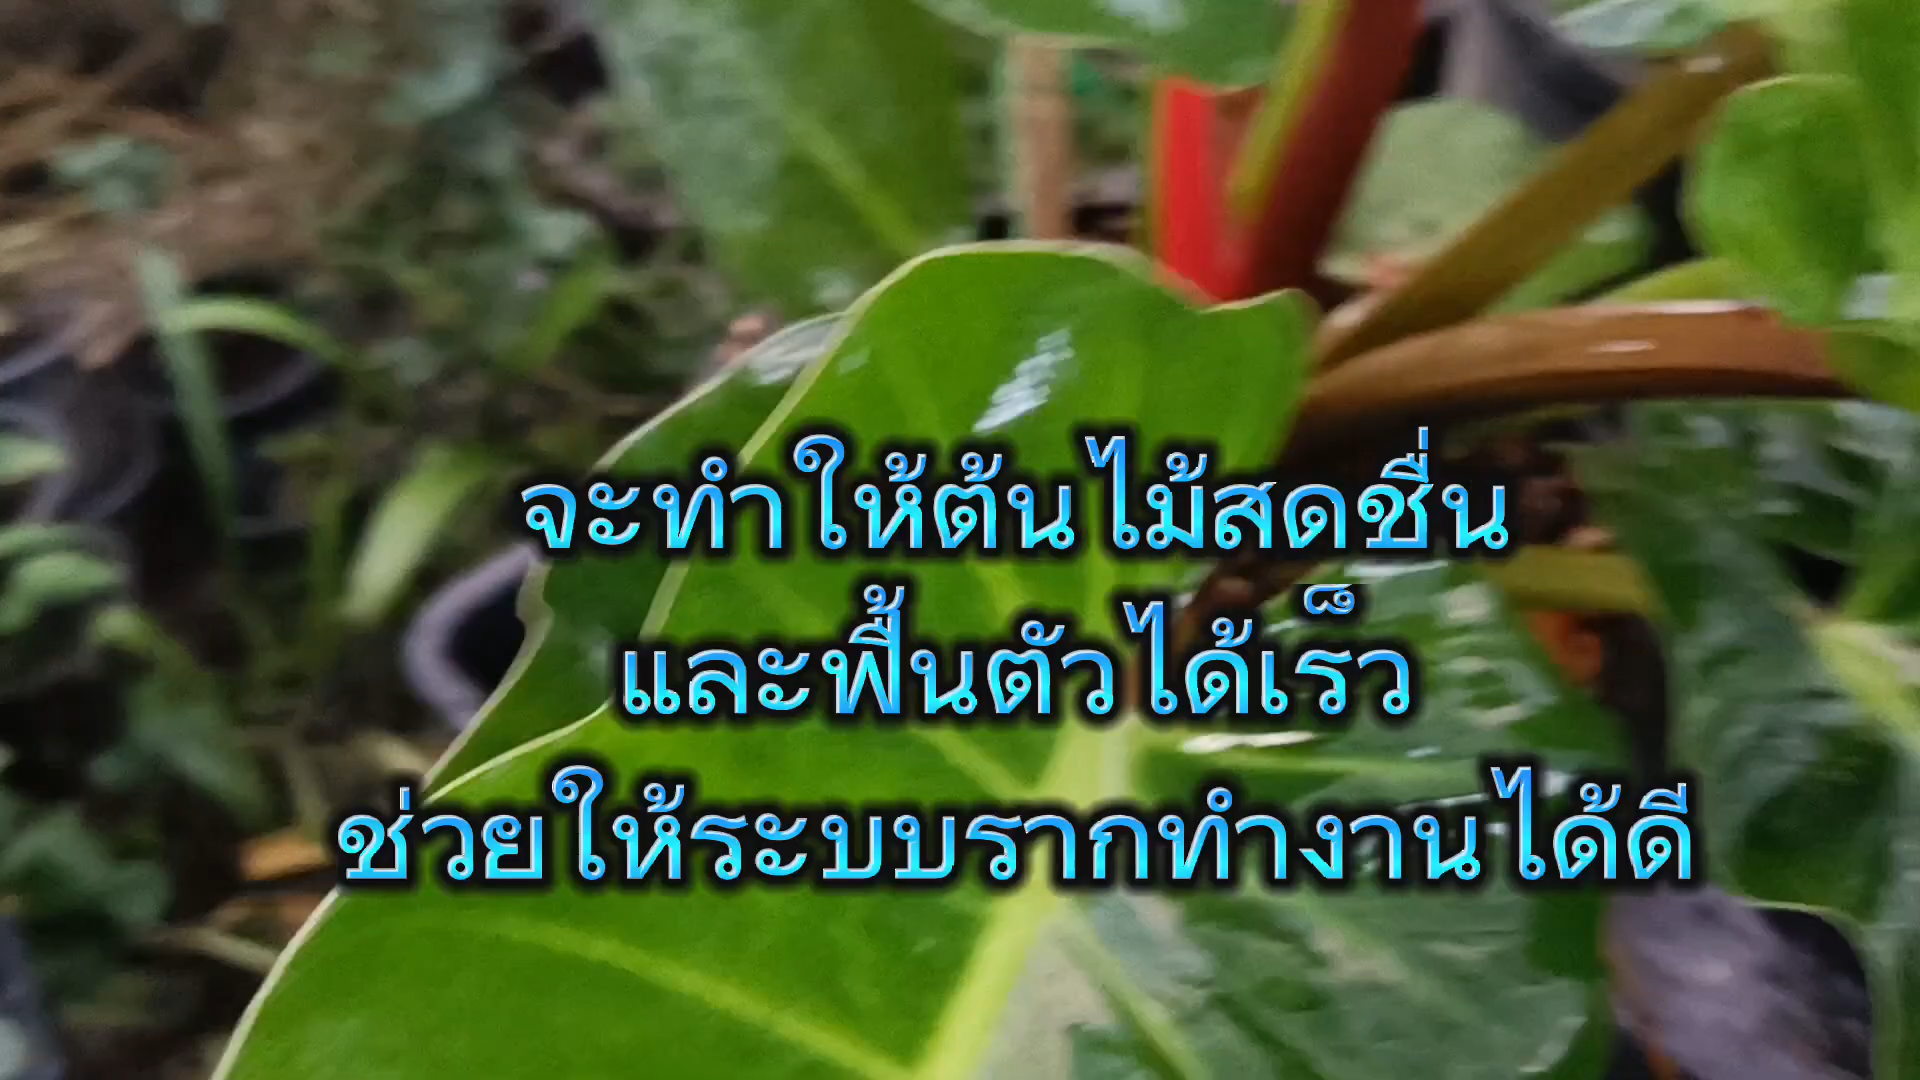 จะทำให้ต้นไม้สดชื่น
และฟื้นตัวได้เร็ว
ช่วยให้ระบบรากทำงานได้ดี